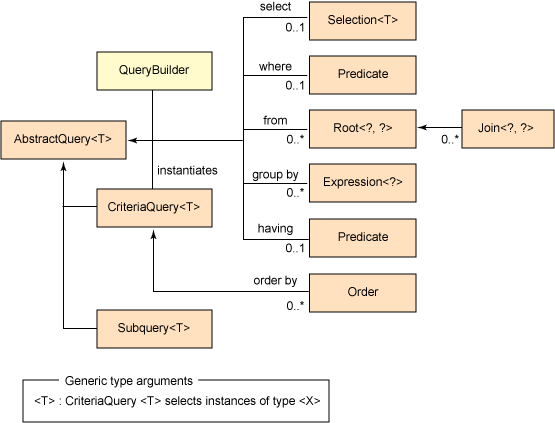 select
Selection<T>
0..1
QueryBuilder
where
Predicate
0..1
AbstractQuery<T>
from
Root<?, ?>
Join<?, ?>
0..*
0..*
instantiates
group by
Expression<?>
0..*
CriteriaQuery<T>
having
Predicate
0..1
order by
Order
0..*
Subquery<T>
Generic type arguments
<T> : CriteriaQuery <T> selects instances of type <X>